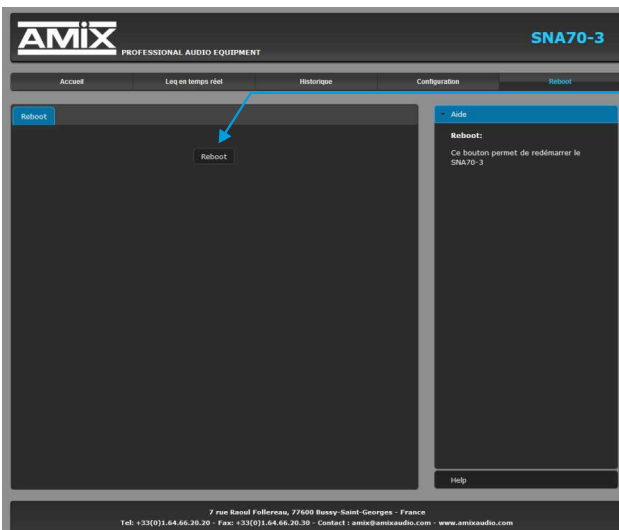 AMiX
PROFESSIONAL AUDIO EQUIPMENT
SNA70-3
Accueil
Leq en temps réel
Historique
Configuration
Reboot
Reboot
Reboot
Aide
Reboot:
Ce bouton permet de redémarrer le
SNA70-3
Help
7 rue Raoul Follereau, 77600 Bussy-Saint-Georges - France
Tel: +33(0)1.64.66.20.20 - Fax: +33(0)1.64.66.20.30 - Contact : amix@amixaudio.com - www.amixaudio.com